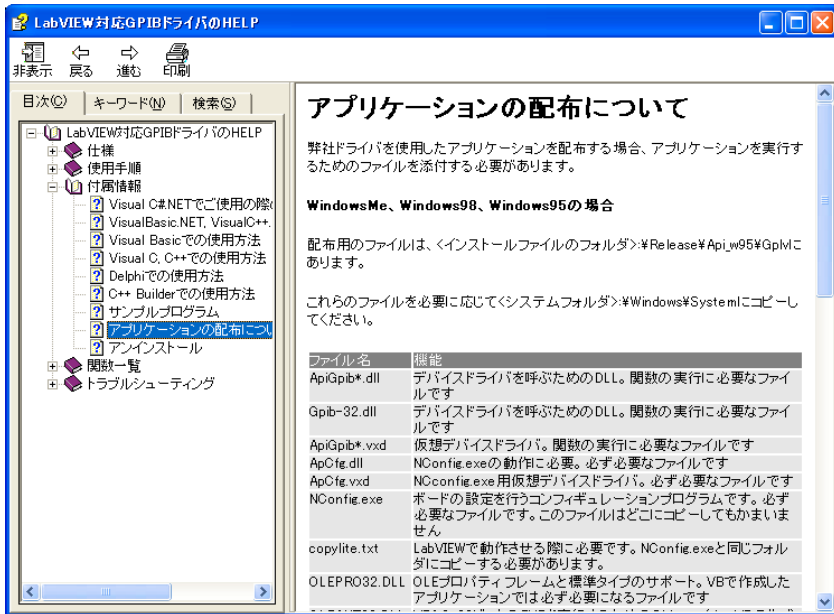 LabVIEW対応GPIBドライバのHELP
非表示 戻る 進む 印刷
目次(C) キーワード(N) 検索(S)
LabVIEW対応GPIBドライバのHELP
仕様
使用手順
付属情報
Visual C#.NETでご使用の際
VisualBasic.NET, VisualC++.
Visual Basicでの使用方法
Visual C, C++での使用方法
Delphiでの使用方法
C++ Builderでの使用方法
サンプルプログラム
アプリケーションの配布につい
アンインストール
関数一覧
トラブルシューティング
アプリケーションの配布について
弊社ドライバを使用したアプリケーションを配布する場合、アプリケーションを実行す
るためのファイルを添付する必要があります。
WindowsMe、Windows98、Windows95の場合
配布用のファイルは、<インストールファイルのフォルダ>:¥Release¥Api_w95¥Gplvに
あります。
これらのファイルを必要に応じて<システムフォルダ>:¥Windows¥Systemにコピーし
てください。
ファイル名 機能
ApiGpib*.dll デバイスドライバを呼ぶためのDLL。関数の実行に必要なファイ
ルです
Gpib-32.dll デバイスドライバを呼ぶためのDLL。関数の実行に必要なファイ
ルです
ApiGpib*.vxd 仮想デバイスドライバ。関数の実行に必要なファイルです
ApCfg.dll NConfig.exeの動作に必要。必ず必要なファイルです
ApCfg.vxd NCconfig.exe用仮想デバイスドライバ。必ず必要なファイルです
NConfig.exe ボードの設定を行うコンフィギュレーションプログラムです。必ず
必要なファイルです。このファイルはどこにコピーしてもかまいま
せん
copylite.txt LabVIEWで動作させる際に必要です。NConfig.exeと同じフォル
ダにコピーする必要があります。
OLEPRO32.DLL OLEプロパティフレームと標準タイプのサポート。VBで作成した
アプリケーションでは必ず必要になるファイルです